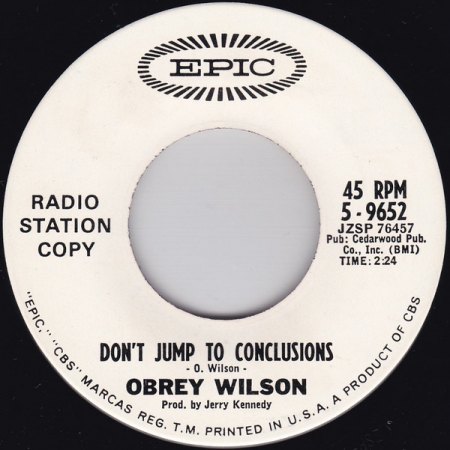 EPIC
RADIO
STATION
COPY
45 RPM
5-9652
JZSP 76457
Pub: Cedarwood Pub.
Co., Inc. (BMI)
TIME: 2:24
DON'T JUMP TO CONCLUSIONS
- O. Wilson -
OBREY WILSON
Prod. by Jerry Kennedy
"EPIC," "CBS" MARCAS REG. T.M. PRINTED IN U.S.A. A PRODUCT OF CBS